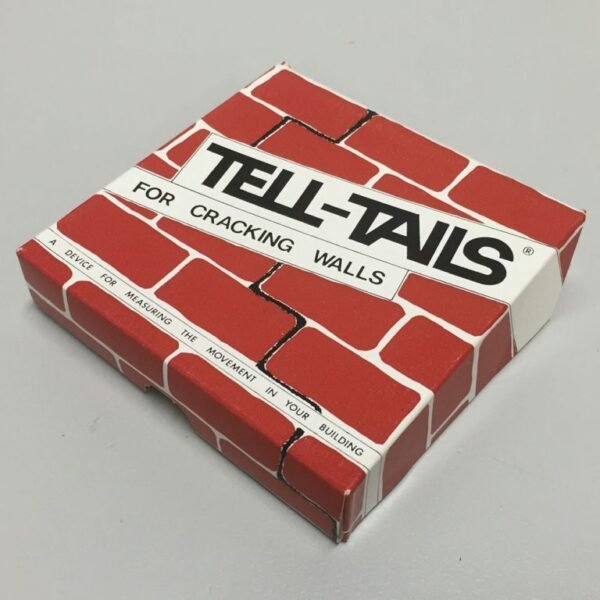 TELL-TAILS®
FOR CRACKING WALLS
A DEVICE FOR MEASURING THE MOVEMENT IN YOUR BUILDING